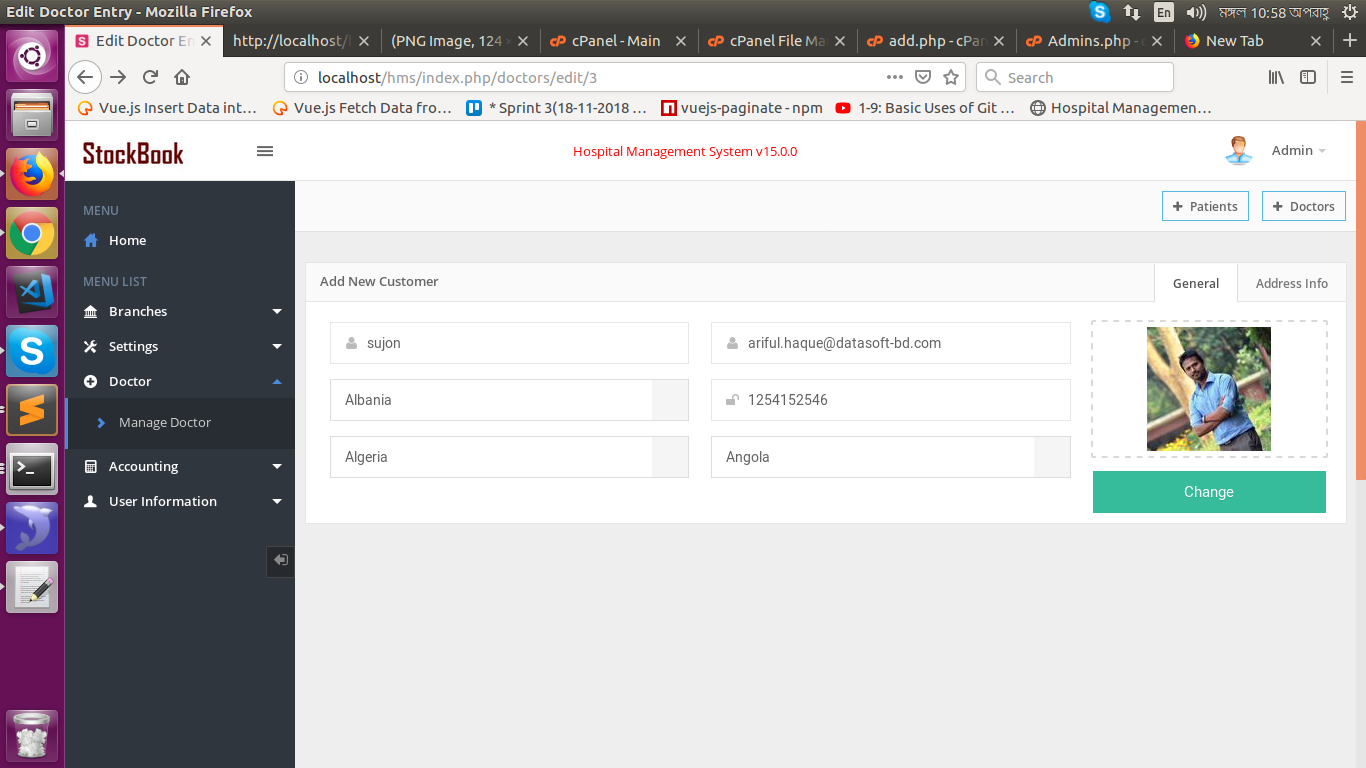 Edit Doctor Entry - Mozilla Firefox
En
মঙ্গল 10:58 অপরাহ্ণ
Edit Doctor En
http://localhost/
(PNG Image, 124
cPanel - Main
cPanel File Ma
add.php - cPan
Admins.php - c
New Tab
localhost/hms/index.php/doctors/edit/3
Search
Vue.js Insert Data int…
Vue.js Fetch Data fro…
* Sprint 3(18-11-2018 …
vuejs-paginate - npm
1-9: Basic Uses of Git …
Hospital Managemen…
StockBook
Hospital Management System v15.0.0
Admin
MENU
Home
MENU LIST
Branches
Settings
Doctor
Manage Doctor
Accounting
User Information
+ Patients
+ Doctors
Add New Customer
General
Address Info
sujon
ariful.haque@datasoft-bd.com
Albania
1254152546
Algeria
Angola
Change